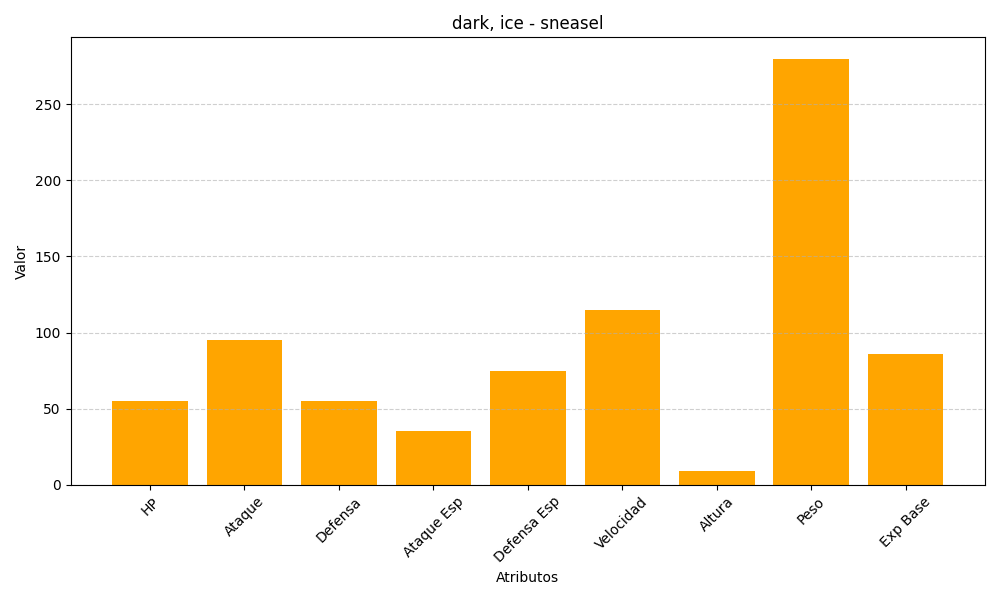 dark, ice - sneasel
Valor
250
200
150
100
50
0
HP
Ataque
Defensa
Ataque Esp
Defensa Esp
Velocidad
Altura
Peso
Exp Base
Atributos